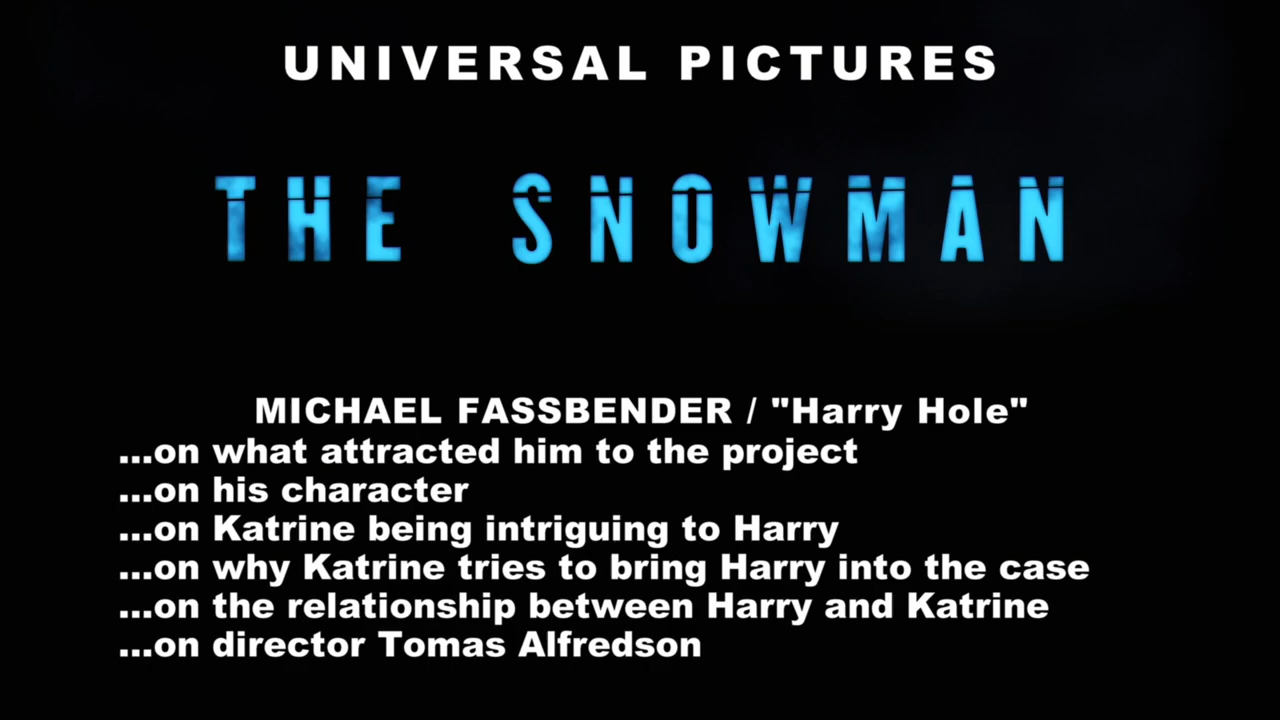 UNIVERSAL PICTURES
THE SNOWMAN
MICHAEL FASSBENDER / "Harry Hole"
...on what attracted him to the project
...on his character
...on Katrine being intriguing to Harry
...on why Katrine tries to bring Harry into the case
...on the relationship between Harry and Katrine
...on director Tomas Alfredson